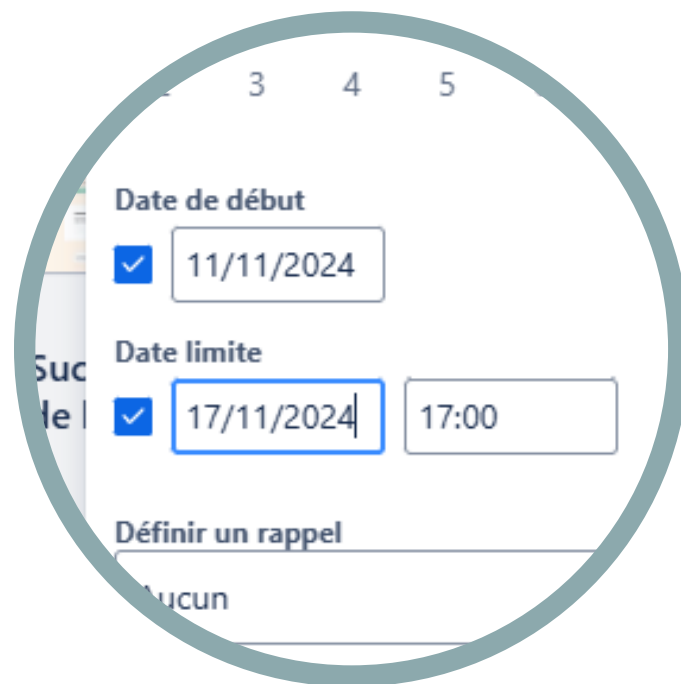 3 4 5
Date de début
11/11/2024
Date limite
17/11/2024 17:00
Définir un rappel
Aucun